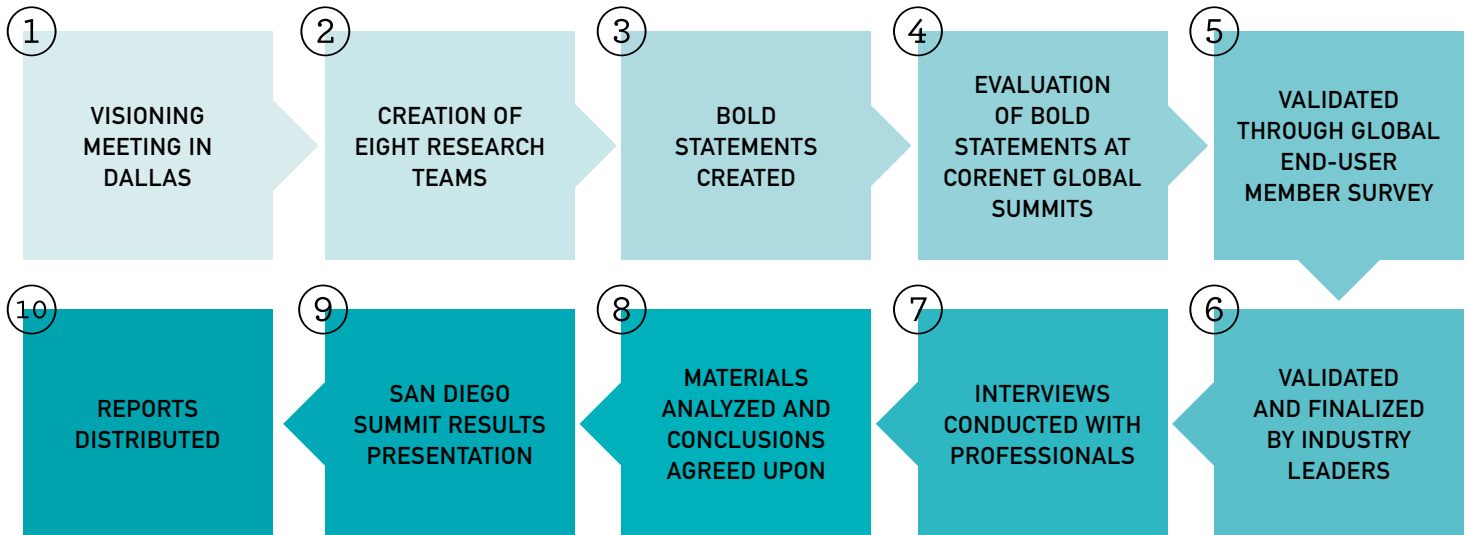 1
VISIONING
MEETING IN
DALLAS
2
CREATION OF
EIGHT RESEARCH
TEAMS
3
BOLD
STATEMENTS
CREATED
4
EVALUATION
OF BOLD
STATEMENTS AT
CORENET GLOBAL
SUMMITS
5
VALIDATED
THROUGH GLOBAL
END-USER
MEMBER SURVEY
6
VALIDATED
AND FINALIZED
BY INDUSTRY
LEADERS
7
INTERVIEWS
CONDUCTED WITH
PROFESSIONALS
8
MATERIALS
ANALYZED AND
CONCLUSIONS
AGREED UPON
9
SAN DIEGO
SUMMIT RESULTS
PRESENTATION
10
REPORTS
DISTRIBUTED